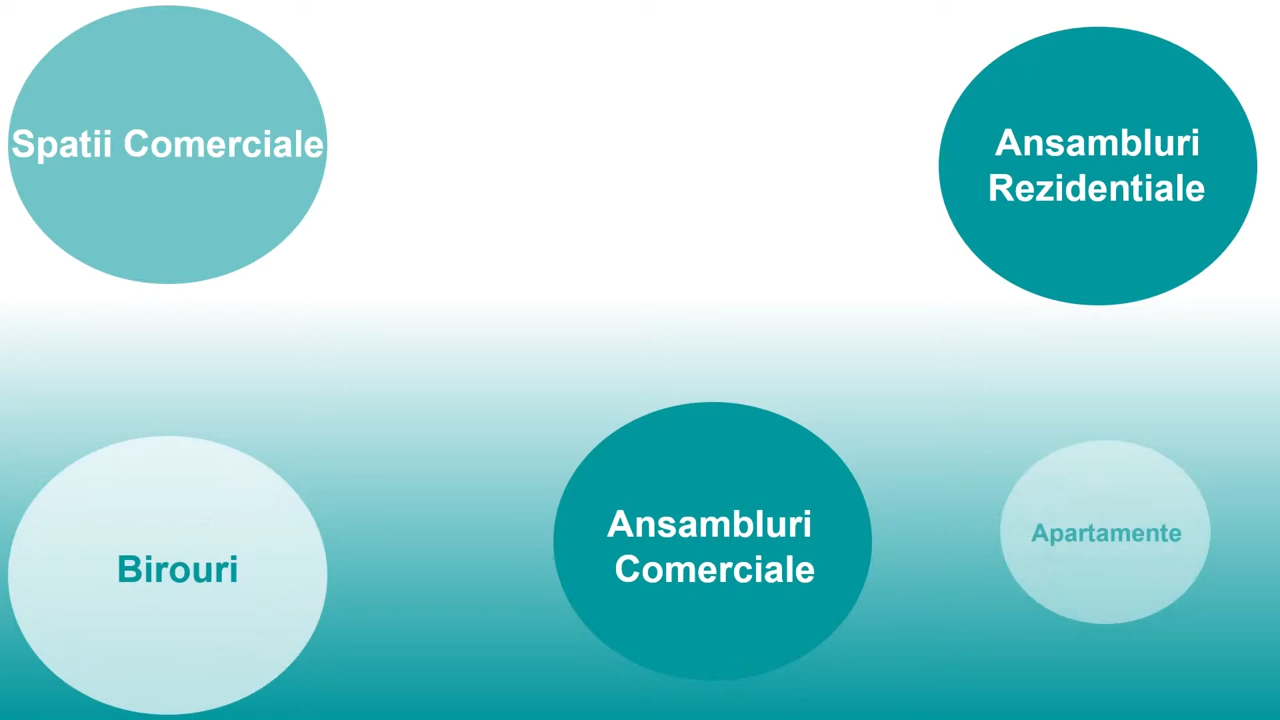 Spatii Comerciale
Ansambluri
Rezidentiale
Birouri
Ansambluri
Comerciale
Apartamente